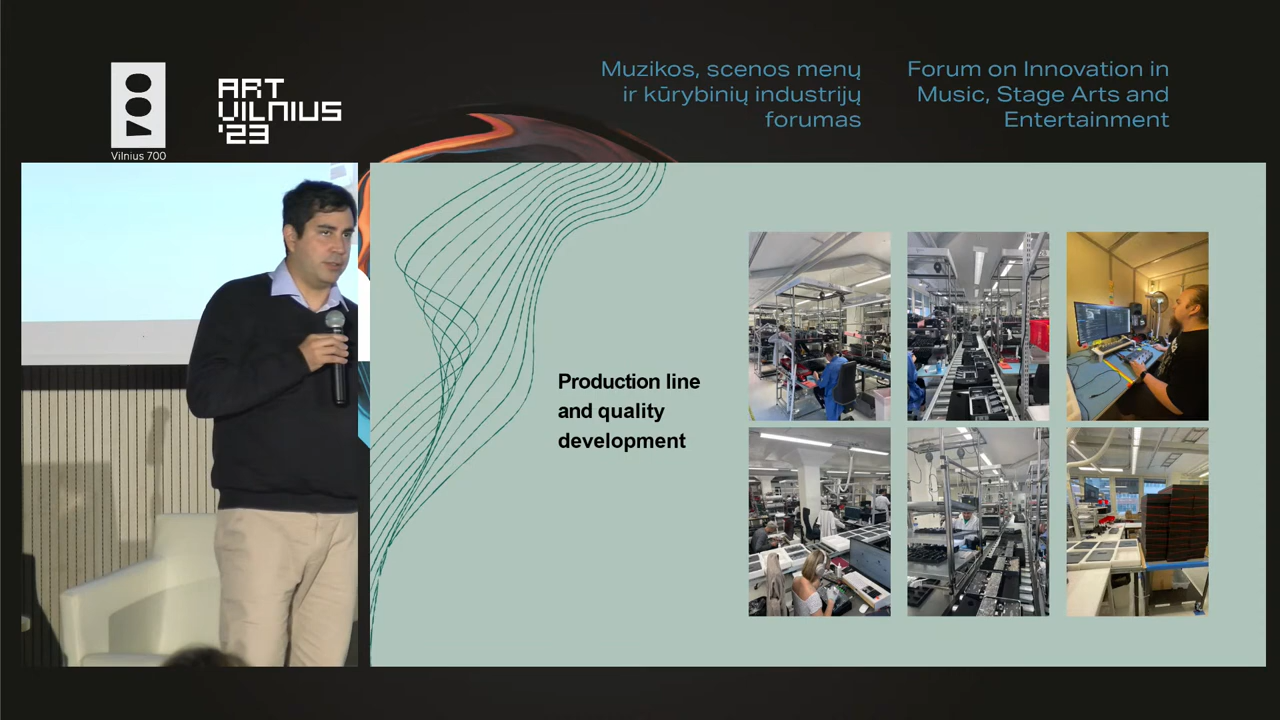 Vilnius 700
ART
VILNIUS
'23
Muzikos, scenos menų
ir kūrybinių industrijų
forumas
Forum on Innovation in
Music, Stage Arts and
Entertainment
Production line
and quality
development